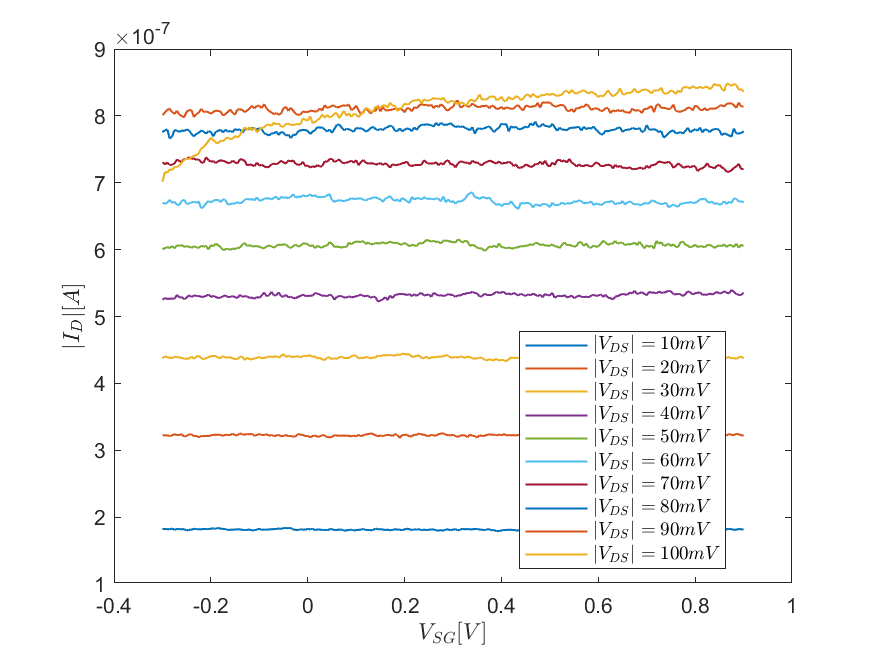 ×10⁻⁷
9
8
7
6
5
4
3
2
1
|I_D|[A]
-0.4 -0.2 0 0.2 0.4 0.6 0.8 1
V_SG[V]
|V_DS| = 10mV
|V_DS| = 20mV
|V_DS| = 30mV
|V_DS| = 40mV
|V_DS| = 50mV
|V_DS| = 60mV
|V_DS| = 70mV
|V_DS| = 80mV
|V_DS| = 90mV
|V_DS| = 100mV